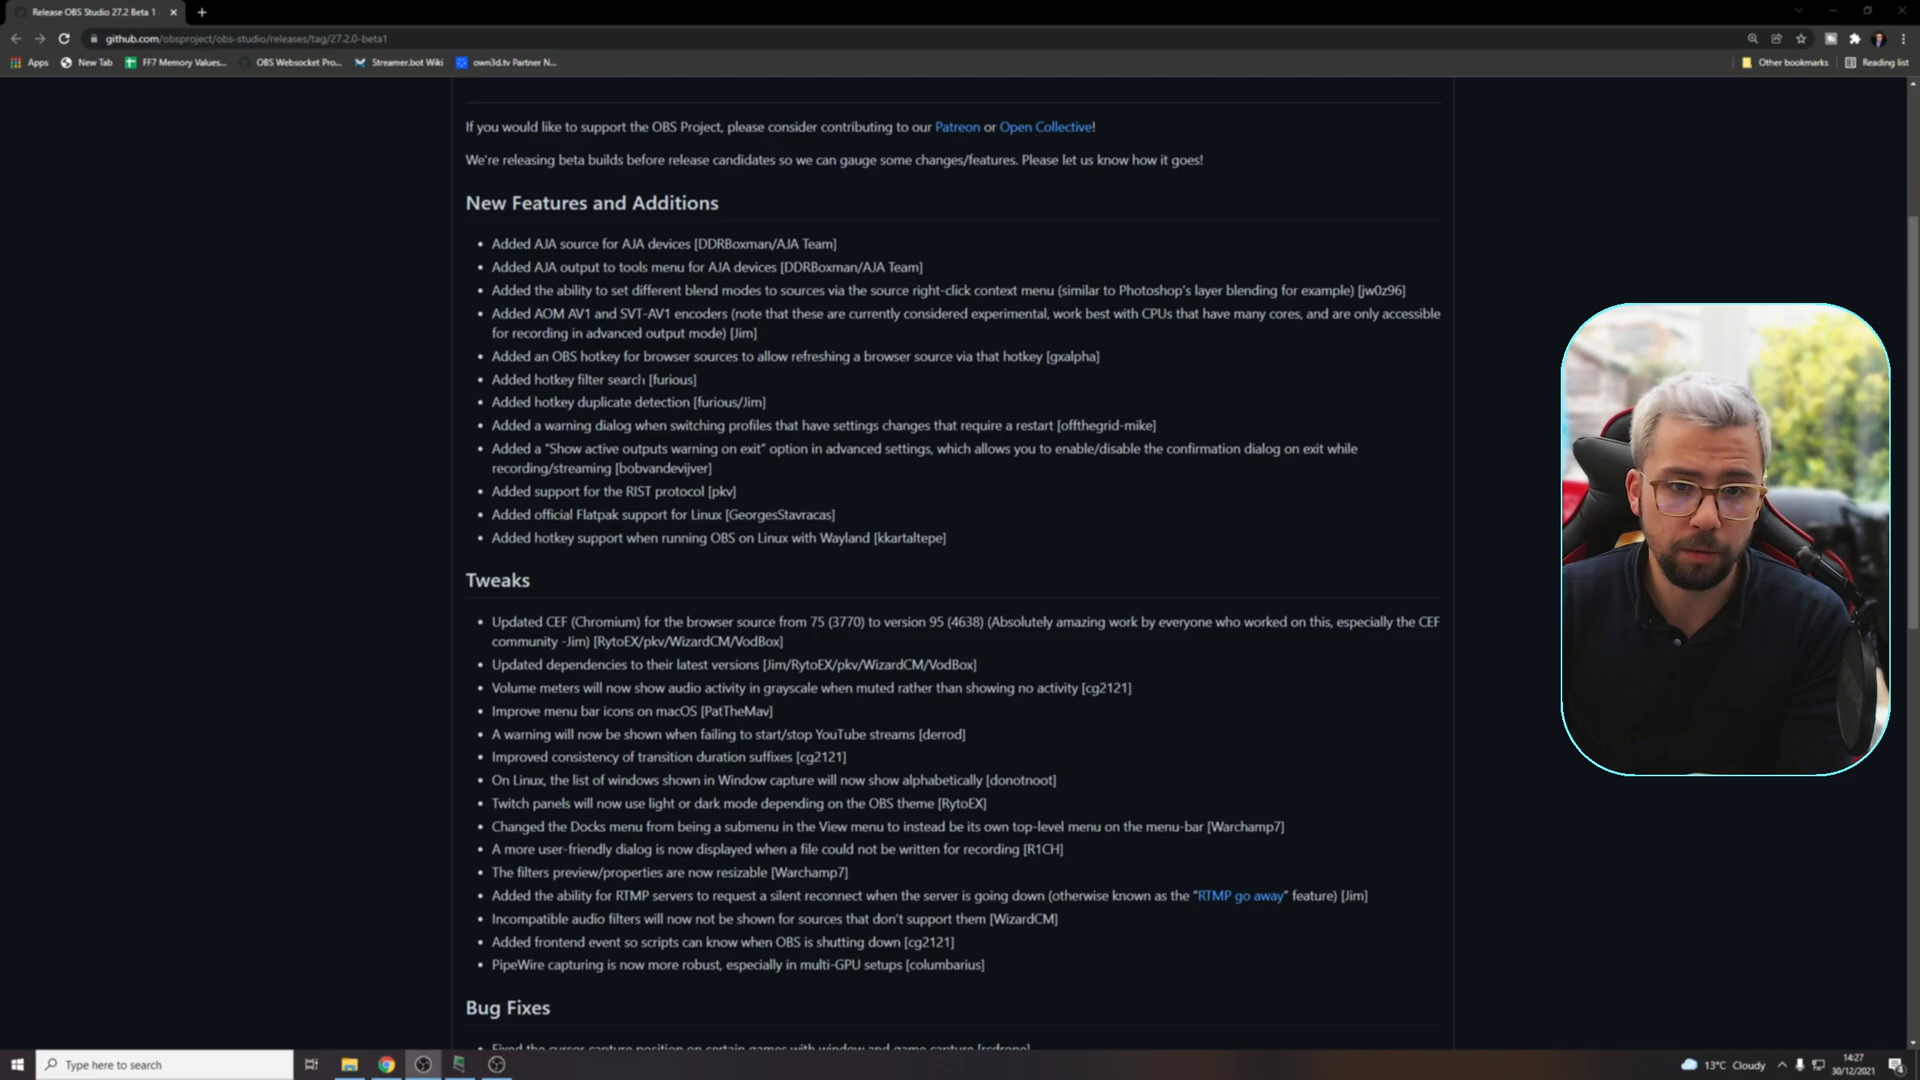 Release OBS Studio 27.2 Beta 1
github.com/obsproject/obs-studio/releases/tag/27.2.0-beta1
Apps New Tab FF7 Memory Values... OBS Websocket Pro... Streamer.bot Wiki own3d.tv Partner N... Other bookmarks Reading list
If you would like to support the OBS Project, please consider contributing to our Patreon or Open Collective!
We're releasing beta builds before release candidates so we can gauge some changes/features. Please let us know how it goes!
New Features and Additions
• Added AJA source for AJA devices [DDRBoxman/AJA Team]
• Added AJA output to tools menu for AJA devices [DDRBoxman/AJA Team]
• Added the ability to set different blend modes to sources via the source right-click context menu (similar to Photoshop's layer blending for example) [jw0z96]
• Added AOM AV1 and SVT-AV1 encoders (note that these are currently considered experimental, work best with CPUs that have many cores, and are only accessible
for recording in advanced output mode) [Jim]
• Added an OBS hotkey for browser sources to allow refreshing a browser source via that hotkey [gxalpha]
• Added hotkey filter search [furious]
• Added hotkey duplicate detection [furious/Jim]
• Added a warning dialog when switching profiles that have settings changes that require a restart [offthegrid-mike]
• Added a “Show active outputs warning on exit” option in advanced settings, which allows you to enable/disable the confirmation dialog on exit while
recording/streaming [bobvandevijver]
• Added support for the RIST protocol [pkv]
• Added official Flatpak support for Linux [GeorgesStavracas]
• Added hotkey support when running OBS on Linux with Wayland [kkartaltepe]
Tweaks
• Updated CEF (Chromium) for the browser source from 75 (3770) to version 95 (4638) (Absolutely amazing work by everyone who worked on this, especially the CEF
community -Jim) [RytoEX/pkv/WizardCM/VodBox]
• Updated dependencies to their latest versions [Jim/RytoEX/pkv/WizardCM/VodBox]
• Volume meters will now show audio activity in grayscale when muted rather than showing no activity [cg2121]
• Improve menu bar icons on macOS [PatTheMav]
• A warning will now be shown when failing to start/stop YouTube streams [derrod]
• Improved consistency of transition duration suffixes [cg2121]
• On Linux, the list of windows shown in Window capture will now show alphabetically [donotnoot]
• Twitch panels will now use light or dark mode depending on the OBS theme [RytoEX]
• Changed the Docks menu from being a submenu in the View menu to instead be its own top-level menu on the menu-bar [Warchamp7]
• A more user-friendly dialog is now displayed when a file could not be written for recording [R1CH]
• The filters preview/properties are now resizable [Warchamp7]
• Added the ability for RTMP servers to request a silent reconnect when the server is going down (otherwise known as the “RTMP go away” feature) [Jim]
• Incompatible audio filters will now not be shown for sources that don't support them [WizardCM]
• Added frontend event so scripts can know when OBS is shutting down [cg2121]
• PipeWire capturing is now more robust, especially in multi-GPU setups [columbarius]
Bug Fixes
• Fixed the cursor capture position on certain games with window and game capture [rcdrone]
Type here to search
13°C Cloudy
14:27
30/12/2021